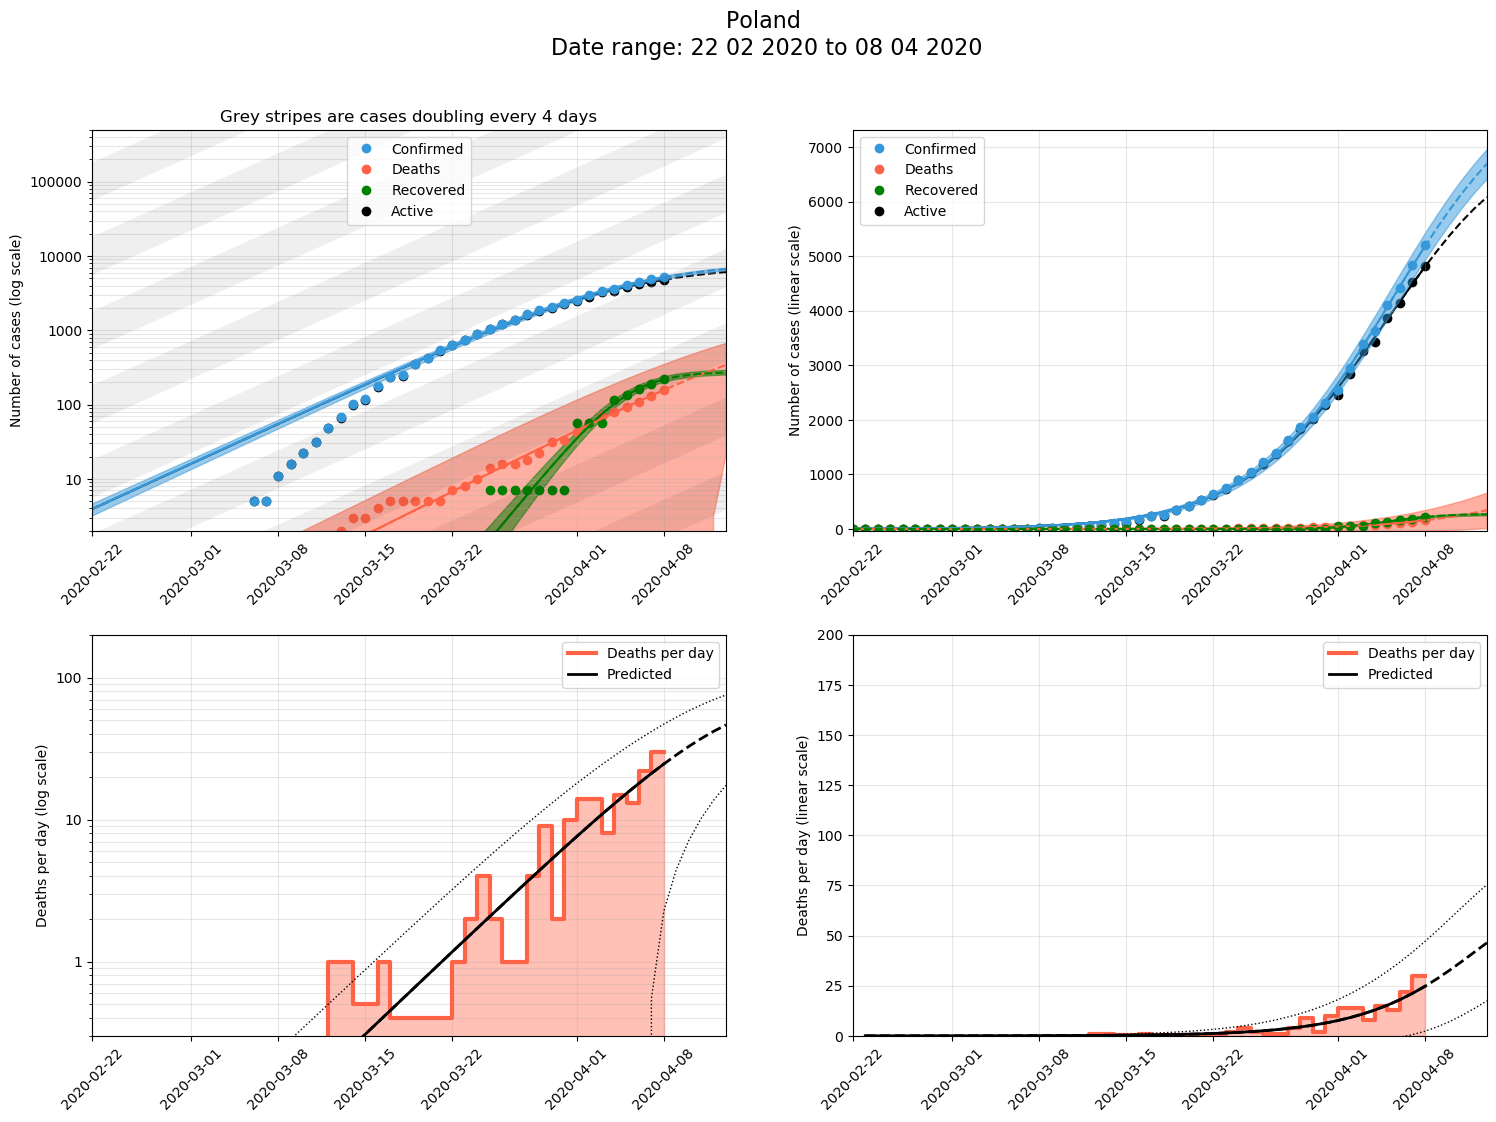 Poland
Date range: 22 02 2020 to 08 04 2020
Grey stripes are cases doubling every 4 days
Number of cases (log scale)
100000
10000
1000
100
10
Confirmed
Deaths
Recovered
Active
2020-02-22
2020-03-01
2020-03-08
2020-03-15
2020-03-22
2020-04-01
2020-04-08
Number of cases (linear scale)
7000
6000
5000
4000
3000
2000
1000
0
Confirmed
Deaths
Recovered
Active
2020-02-22
2020-03-01
2020-03-08
2020-03-15
2020-03-22
2020-04-01
2020-04-08
Deaths per day (log scale)
100
10
1
Deaths per day
Predicted
2020-02-22
2020-03-01
2020-03-08
2020-03-15
2020-03-22
2020-04-01
2020-04-08
Deaths per day (linear scale)
200
175
150
125
100
75
50
25
0
Deaths per day
Predicted
2020-02-22
2020-03-01
2020-03-08
2020-03-15
2020-03-22
2020-04-01
2020-04-08